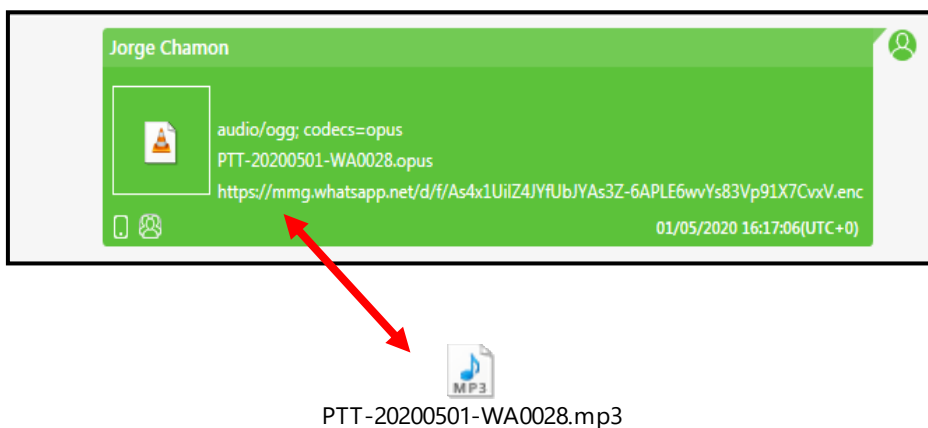 Jorge Chamon
audio/ogg; codecs=opus
PTT-20200501-WA0028.opus
https://mmg.whatsapp.net/d/f/As4x1UiIZ4JYfUbJYAs3Z-6APLE6wvYs83Vp91X7CvxV.enc
01/05/2020 16:17:06(UTC+0)
MP3
PTT-20200501-WA0028.mp3